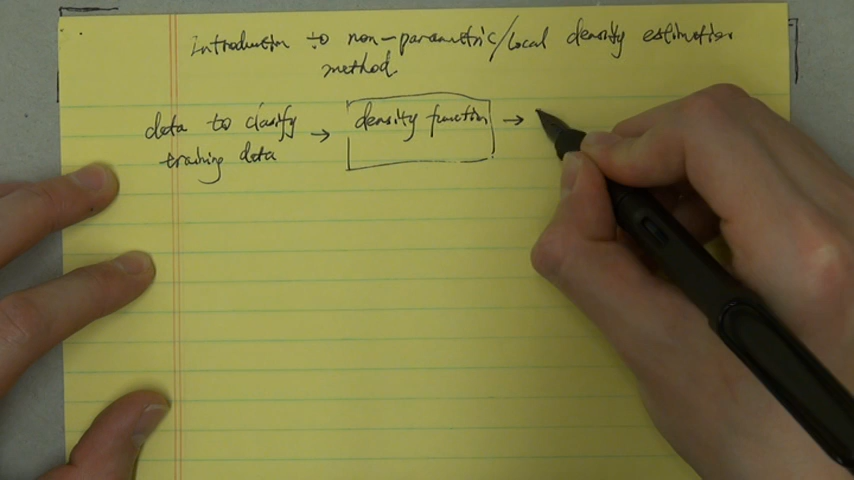 Introduction to non-parametric/local density estimation
method
data to classify → density function →
training data